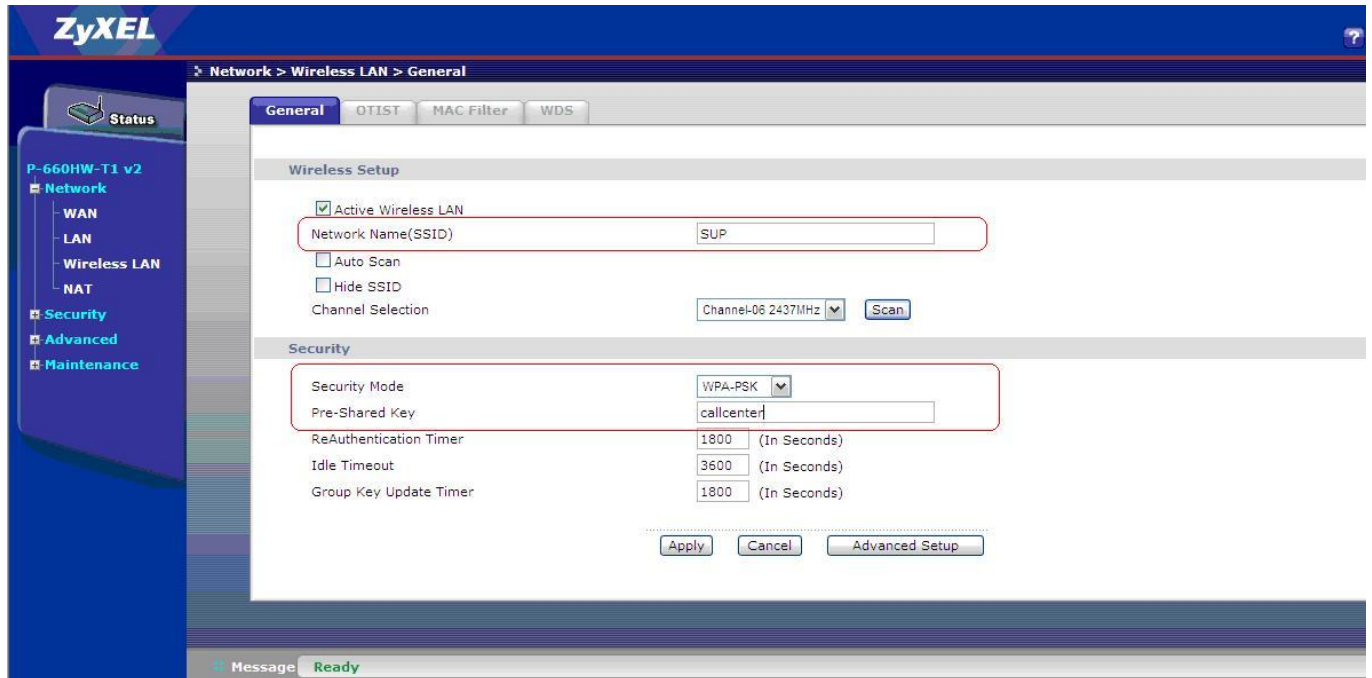 ZyXEL
?
Network > Wireless LAN > General
Status
P-660HW-T1 v2
Network
WAN
LAN
Wireless LAN
NAT
Security
Advanced
Maintenance
General OTIST MAC Filter WDS
Wireless Setup
Active Wireless LAN
Network Name(SSID) SUP
Auto Scan
Hide SSID
Channel Selection Channel-06 2437MHz Scan
Security
Security Mode WPA-PSK
Pre-Shared Key callcenter
ReAuthentication Timer 1800 (In Seconds)
Idle Timeout 3600 (In Seconds)
Group Key Update Timer 1800 (In Seconds)
Apply Cancel Advanced Setup
Message Ready